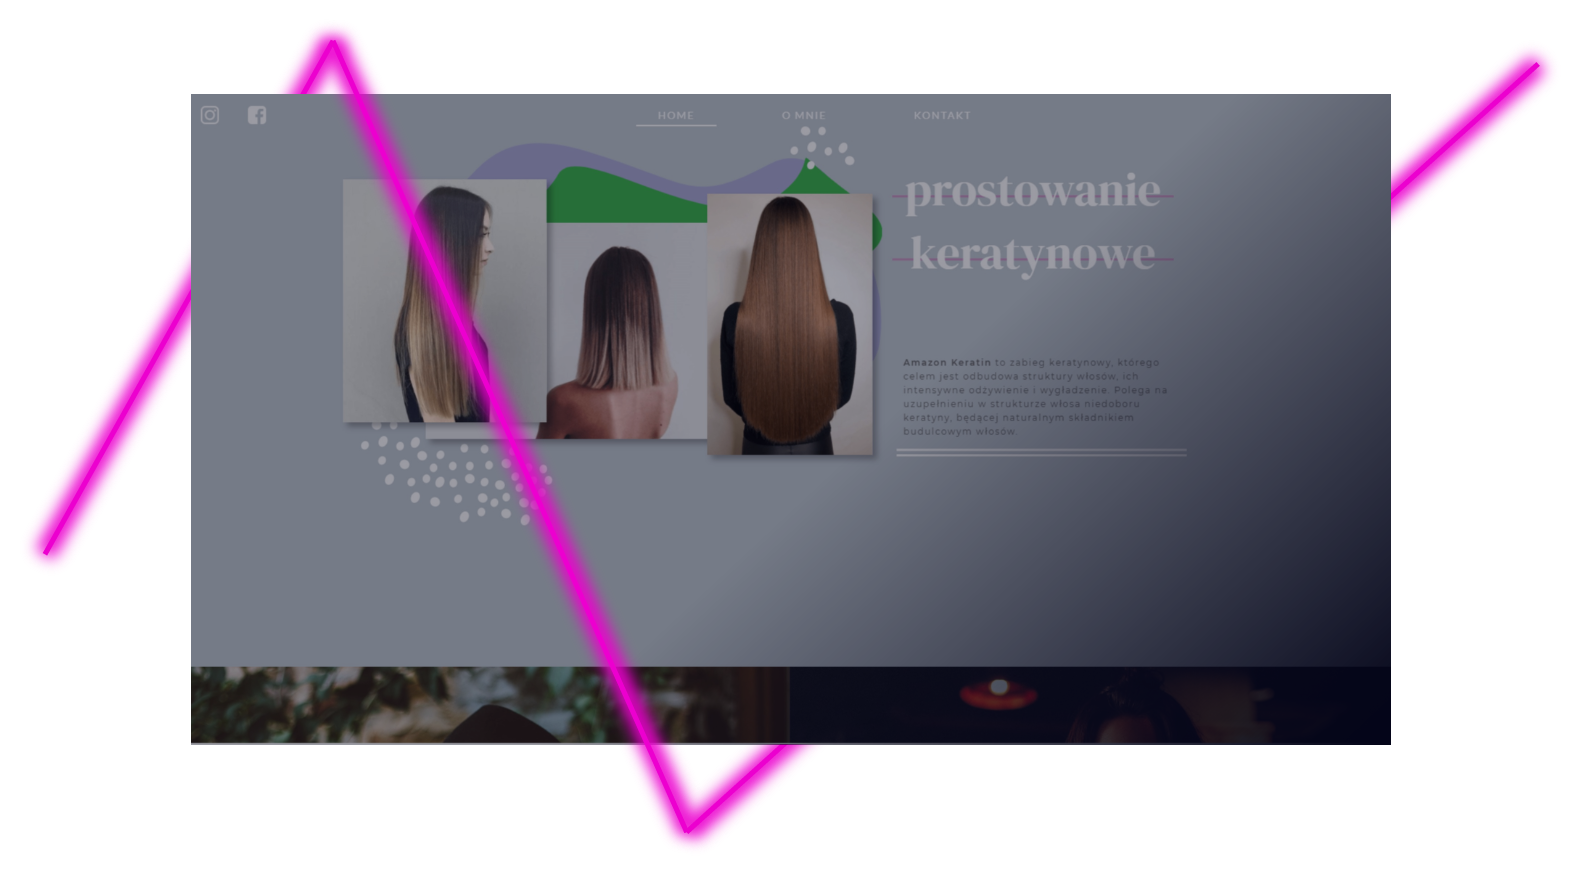 HOME O MNIE KONTAKT
prostowanie
keratynowe
Amazon Keratin to zabieg keratynowy, którego
celem jest odbudowa struktury włosów, ich
intensywne odżywienie i wygładzenie. Polega na
uzupełnieniu w strukturze włosa niedoboru
keratyny, będącej naturalnym składnikiem
budulcowym włosów.